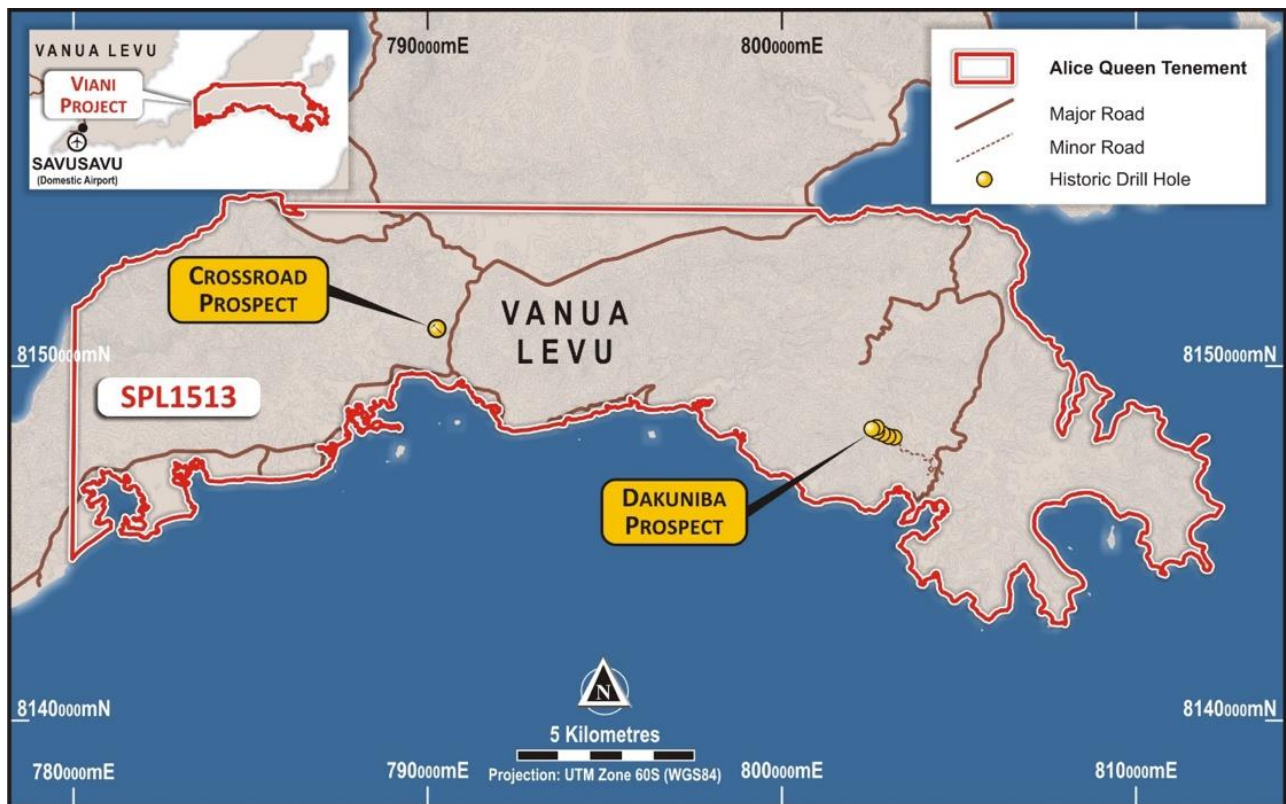 VANUA LEVU
VIANI
PROJECT
SAVUSAVU
(Domestic Airport)
790000mE
800000mE
Alice Queen Tenement
Major Road
Minor Road
Historic Drill Hole
CROSSROAD
PROSPECT
VANUA
LEVU
8150000mN
8150000mN
SPL1513
DAKUNIBA
PROSPECT
N
8140000mN
8140000mN
5 Kilometres
Projection: UTM Zone 60S (WGS84)
780000mE
790000mE
800000mE
810000mE